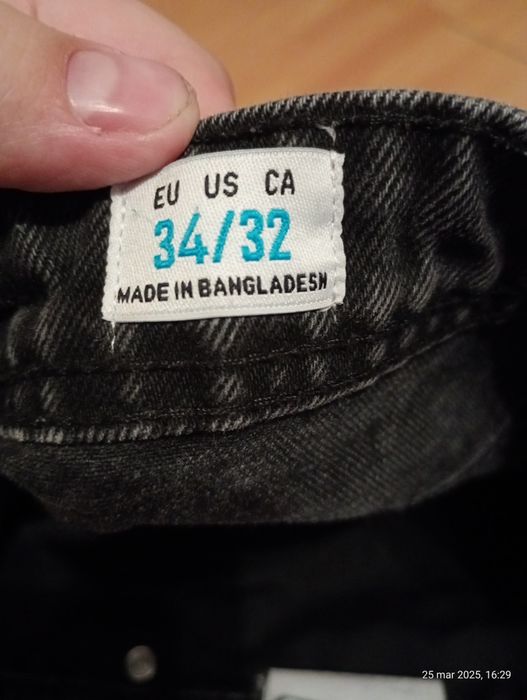 EU US CA
34/32
MADE IN BANGLADESH
25 mar 2025, 16:29